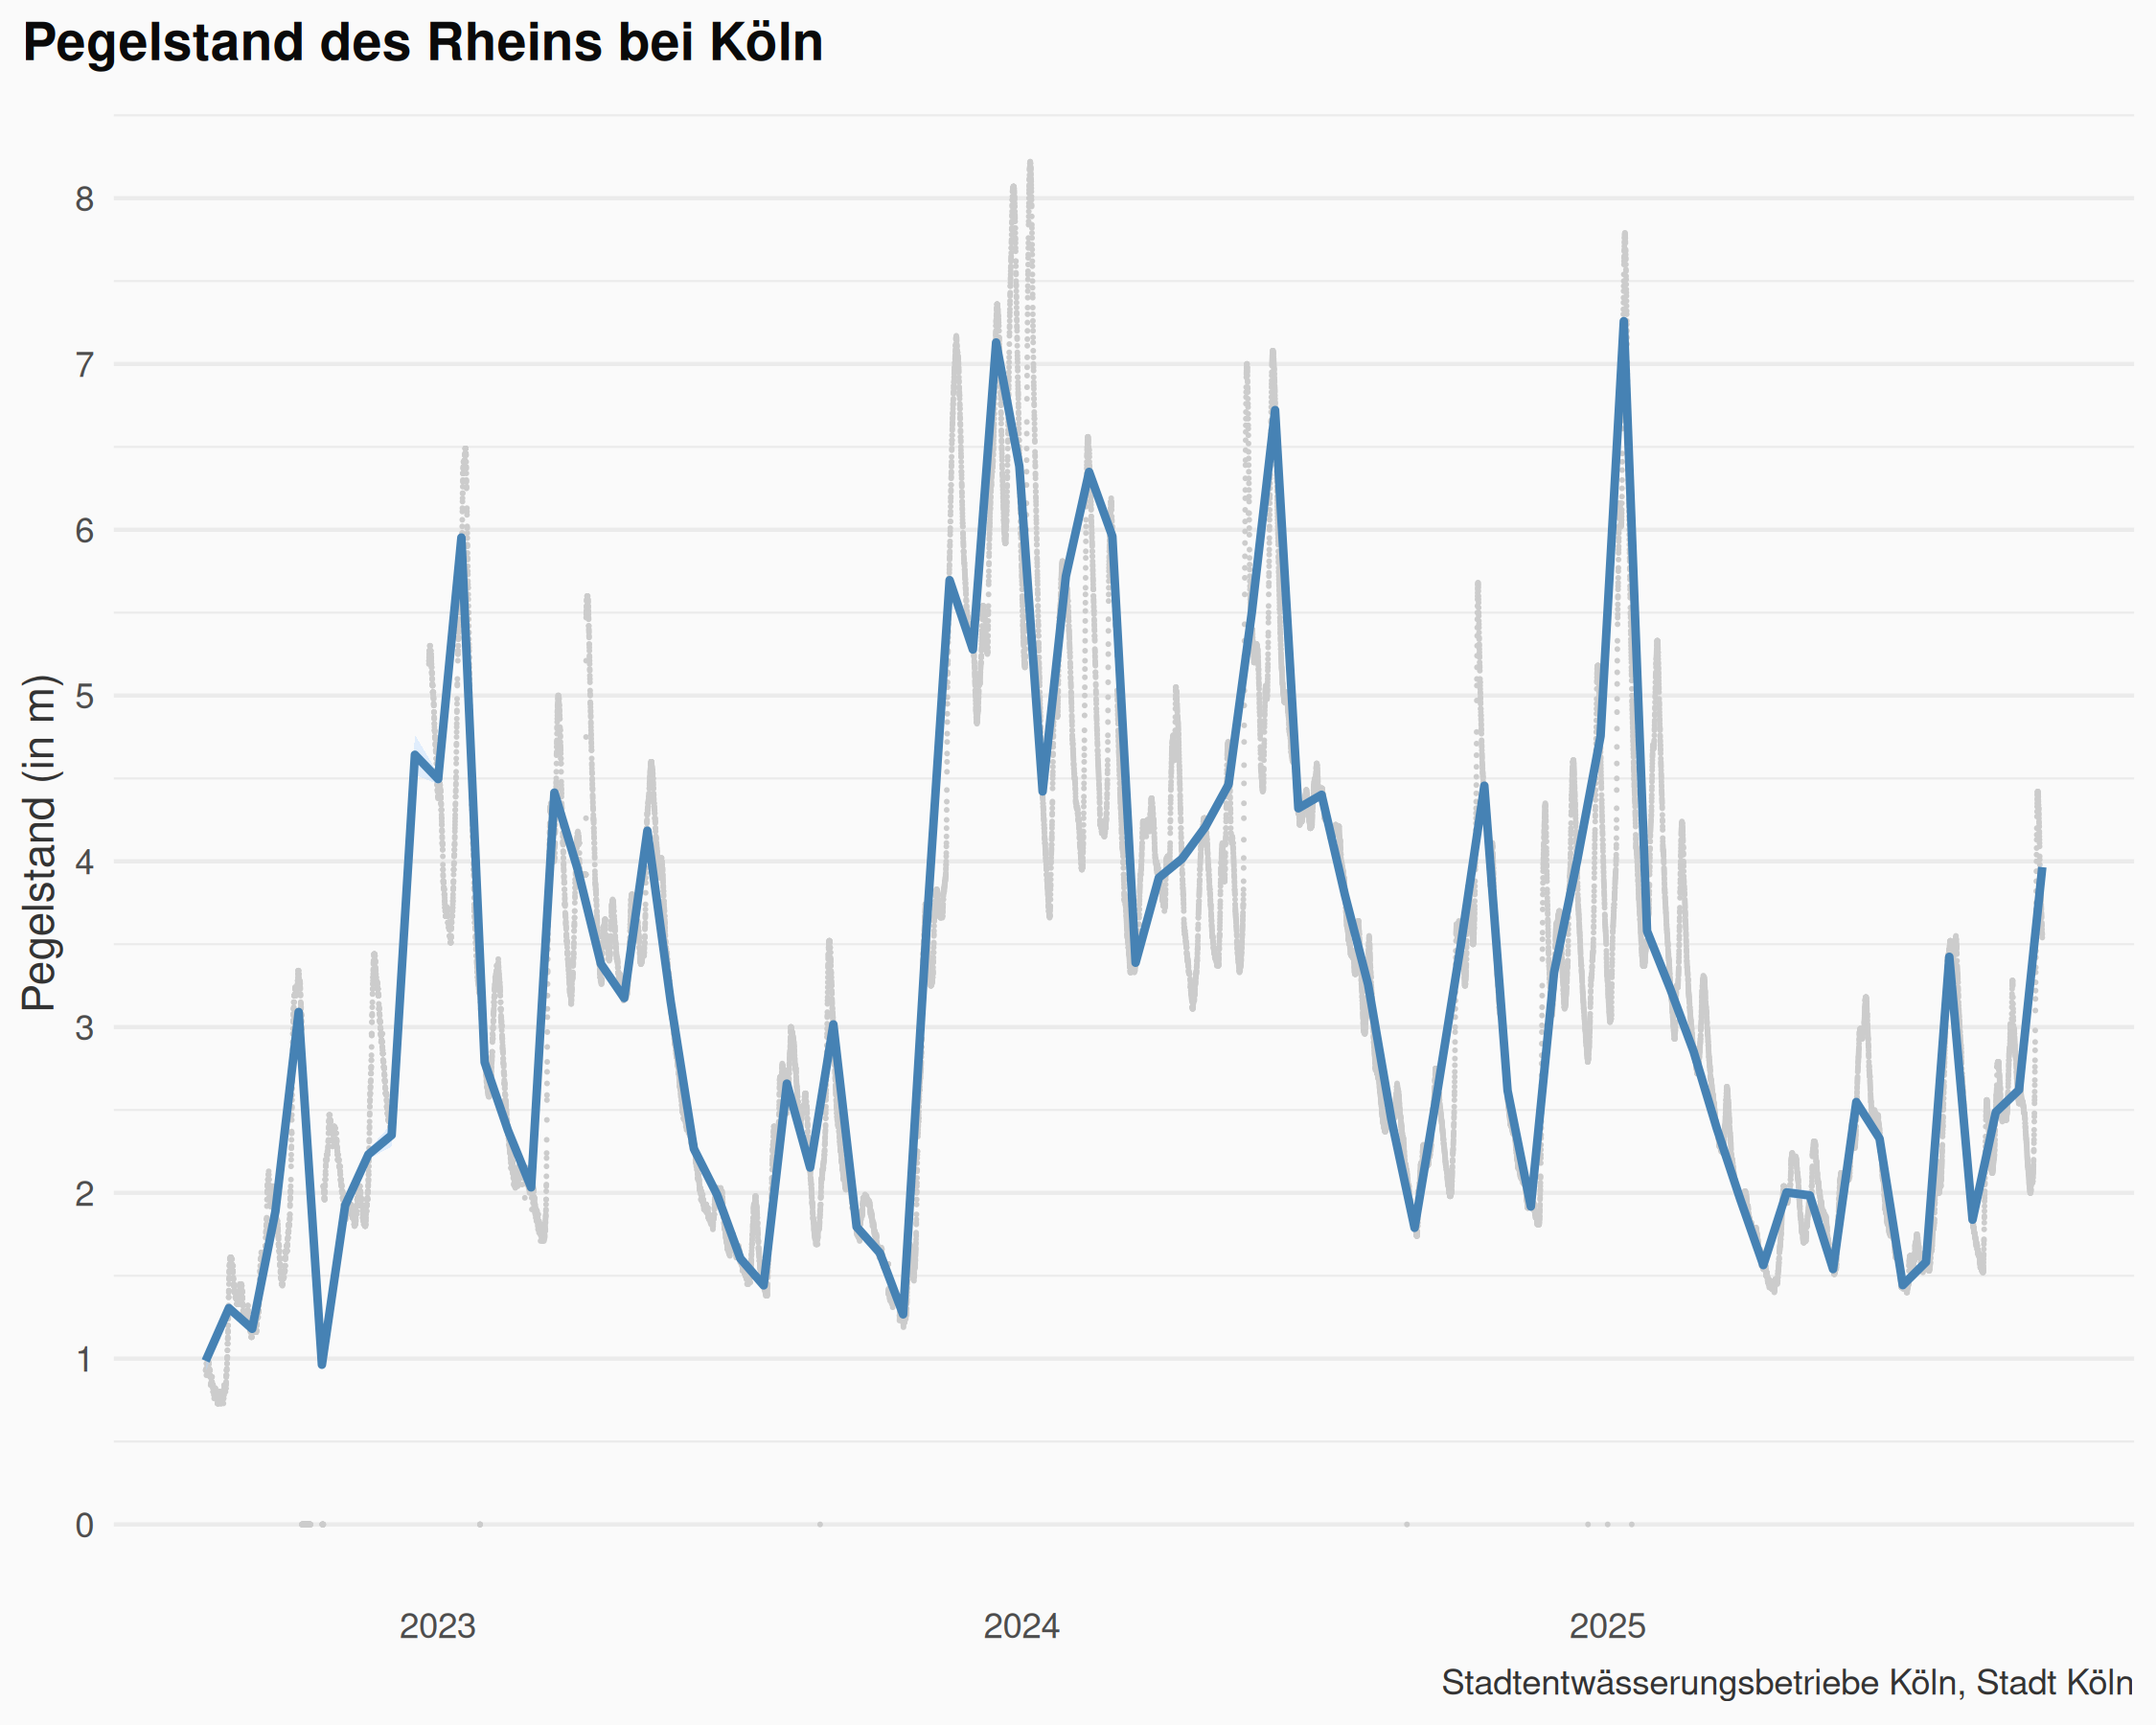 Pegelstand des Rheins bei Köln
Pegelstand (in m)
8
7
6
5
4
3
2
1
0
2023 2024 2025
Stadtentwässerungsbetriebe Köln, Stadt Köln